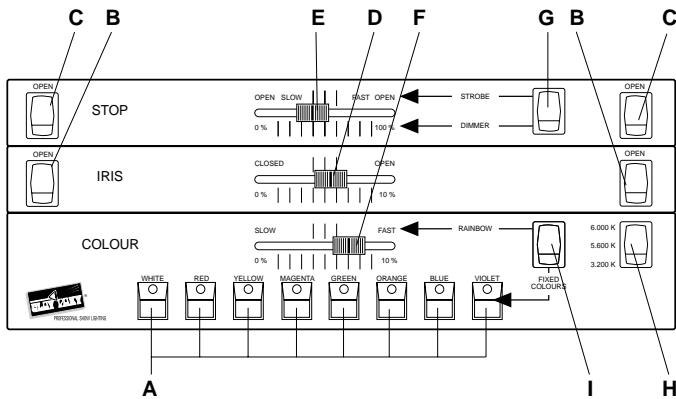 C B E D F G B C
OPEN OPEN
STOP OPEN SLOW FAST OPEN STROBE
0 % 100 % DIMMER
OPEN OPEN
IRIS CLOSED OPEN
0 % 10 %
COLOUR SLOW FAST RAINBOW 6.000 K
0 % 10 % 5.600 K
3.200 K
WHITE RED YELLOW MAGENTA GREEN ORANGE BLUE VIOLET FIXED
COLOURS
PROFESSIONAL SHOW LIGHTING
A I H